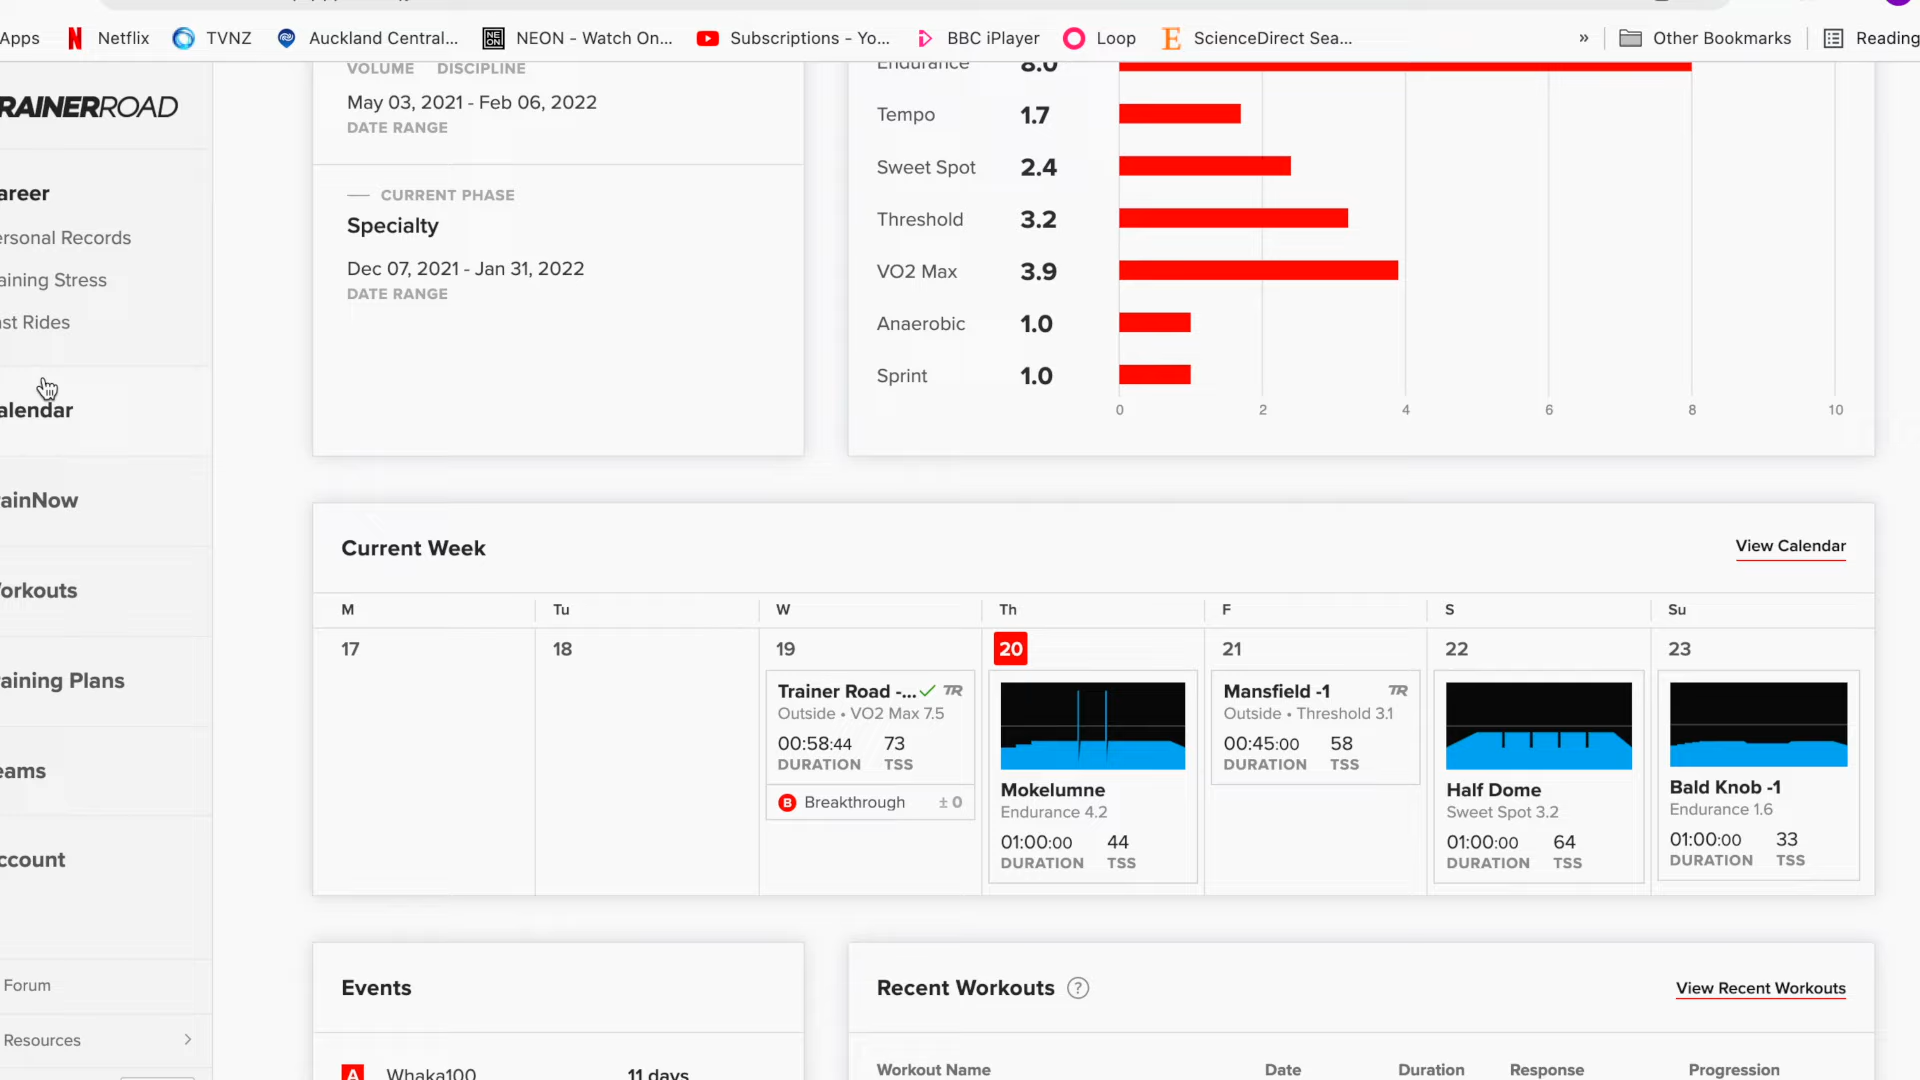 Apps
Netflix
TVNZ
Auckland Central...
NEON
NEON - Watch On...
Subscriptions - Yo...
BBC iPlayer
Loop
E
ScienceDirect Sea...
»
Other Bookmarks
Reading
RAINERROAD
areer
ersonal Records
aining Stress
st Rides
alendar
rainNow
orkouts
raining Plans
eams
ccount
Forum
Resources
VOLUME DISCIPLINE
May 03, 2021 - Feb 06, 2022
DATE RANGE
CURRENT PHASE
Specialty
Dec 07, 2021 - Jan 31, 2022
DATE RANGE
Endurance 8.0
Tempo 1.7
Sweet Spot 2.4
Threshold 3.2
VO2 Max 3.9
Anaerobic 1.0
Sprint 1.0
0 2 4 6 8 10
Current Week
View Calendar
M Tu W Th F S Su
17 18 19 20 21 22 23
Trainer Road -... TR
Outside • VO2 Max 7.5
00:58:44 73
DURATION TSS
B Breakthrough ± 0
Mokelumne
Endurance 4.2
01:00:00 44
DURATION TSS
Mansfield -1 TR
Outside • Threshold 3.1
00:45:00 58
DURATION TSS
Half Dome
Sweet Spot 3.2
01:00:00 64
DURATION TSS
Bald Knob -1
Endurance 1.6
01:00:00 33
DURATION TSS
Events
A Whaka100 11 days
Recent Workouts ?
View Recent Workouts
Workout Name Date Duration Response Progression